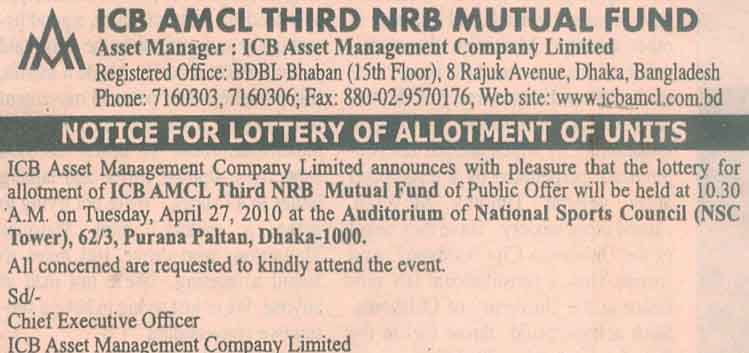 ICB AMCL THIRD NRB MUTUAL FUND
Asset Manager : ICB Asset Management Company Limited
Registered Office: BDBL Bhaban (15th Floor), 8 Rajuk Avenue, Dhaka, Bangladesh
Phone: 7160303, 7160306; Fax: 880-02-9570176, Web site: www.icbamcl.com.bd
NOTICE FOR LOTTERY OF ALLOTMENT OF UNITS
ICB Asset Management Company Limited announces with pleasure that the lottery for
allotment of ICB AMCL Third NRB Mutual Fund of Public Offer will be held at 10.30
A.M. on Tuesday, April 27, 2010 at the Auditorium of National Sports Council (NSC
Tower), 62/3, Purana Paltan, Dhaka-1000.
All concerned are requested to kindly attend the event.
Sd/-
Chief Executive Officer
ICB Asset Management Company Limited